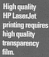 High quality
HP LaserJet
printing requires
high quality
transparency
film.